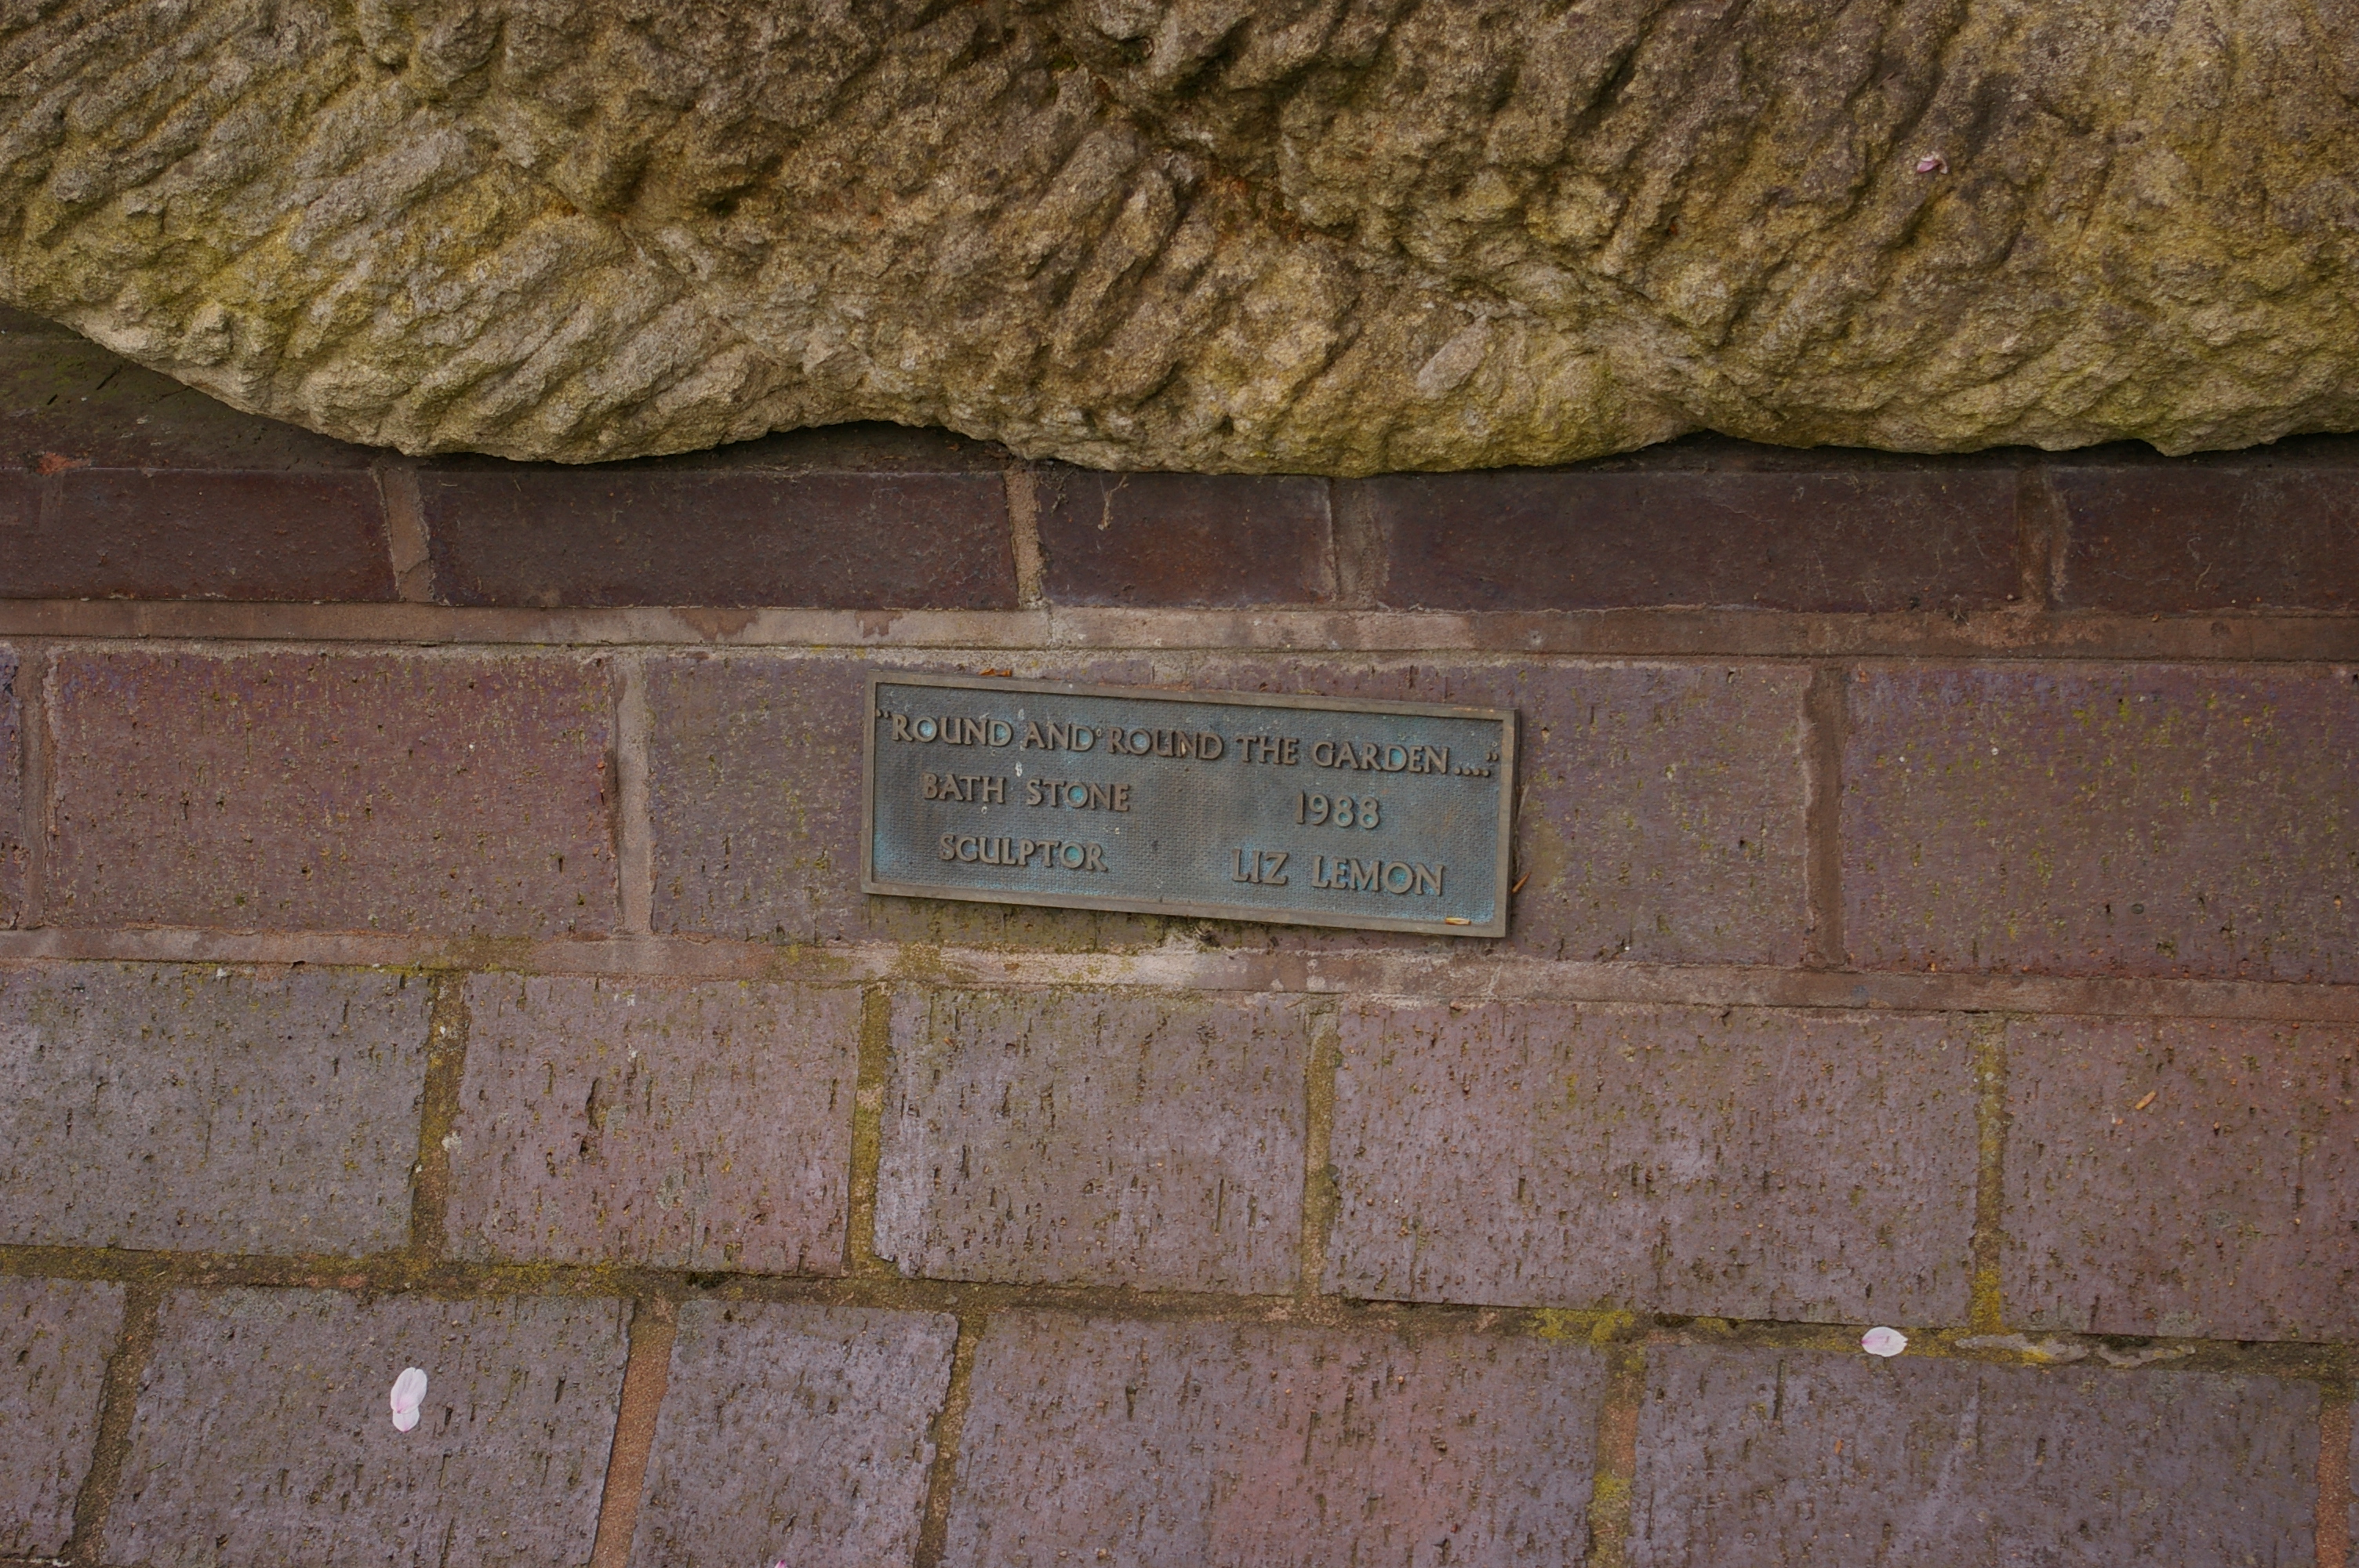 "ROUND AND ROUND THE GARDEN...."
BATH STONE 1988
SCULPTOR LIZ LEMON